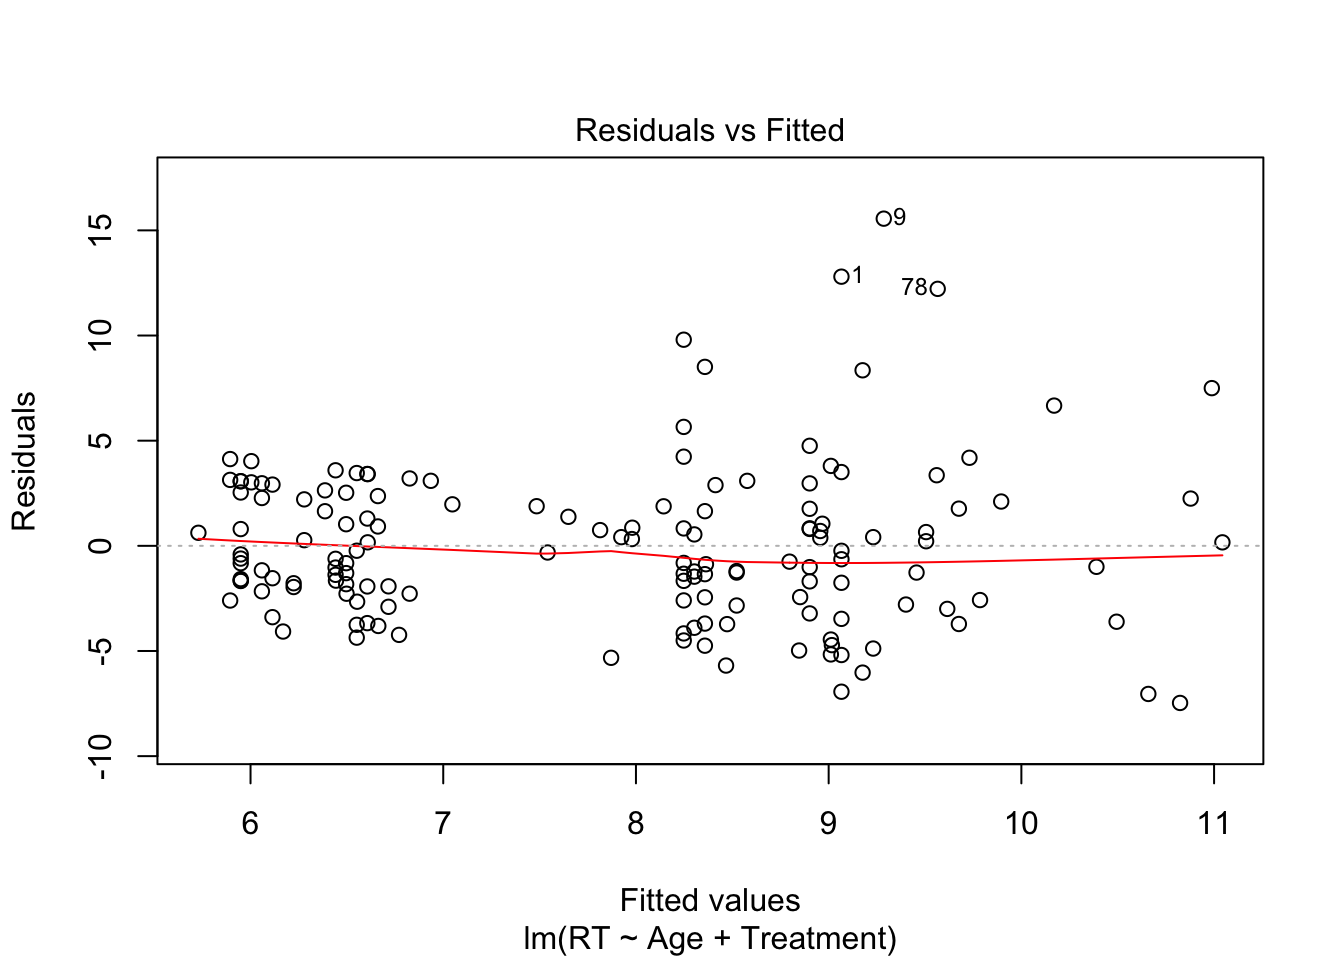 Residuals vs Fitted
15
10
5
0
-5
-10
Residuals
9
1
78
6 7 8 9 10 11
Fitted values
lm(RT ~ Age + Treatment)